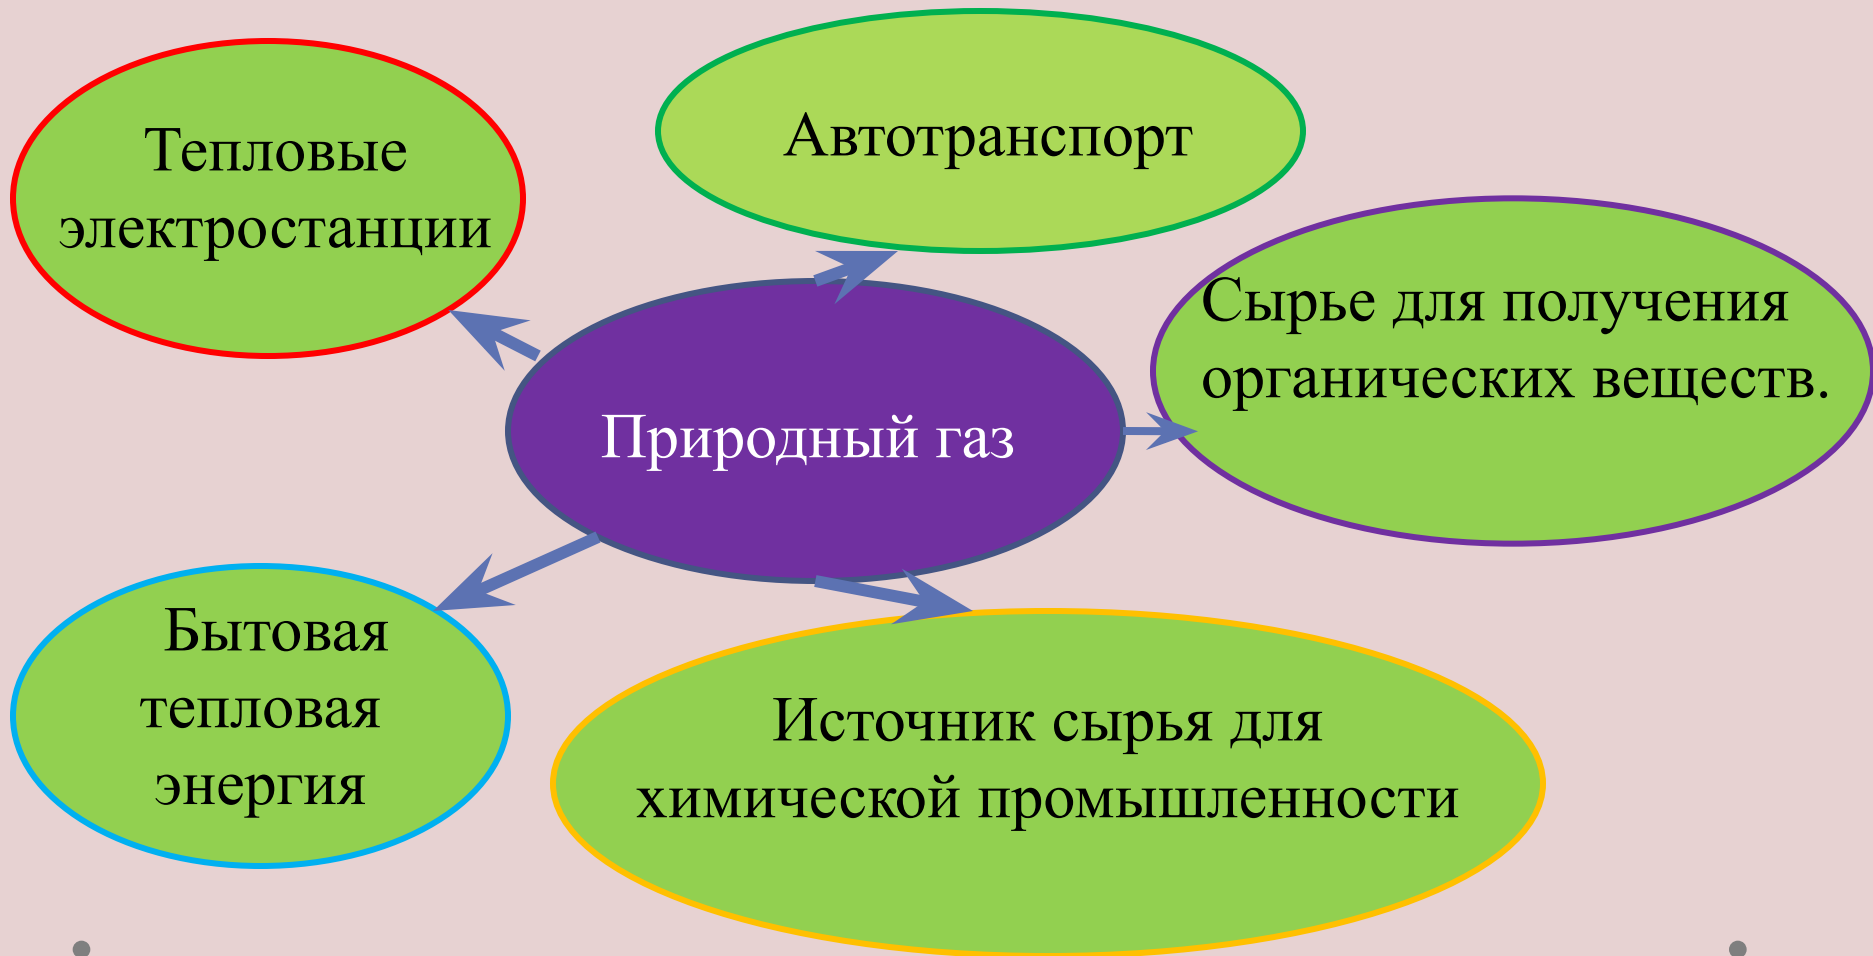 Тепловые
электростанции
Автотранспорт
Сырье для получения
органических веществ.
Природный газ
Бытовая
тепловая
энергия
Источник сырья для
химической промышленности